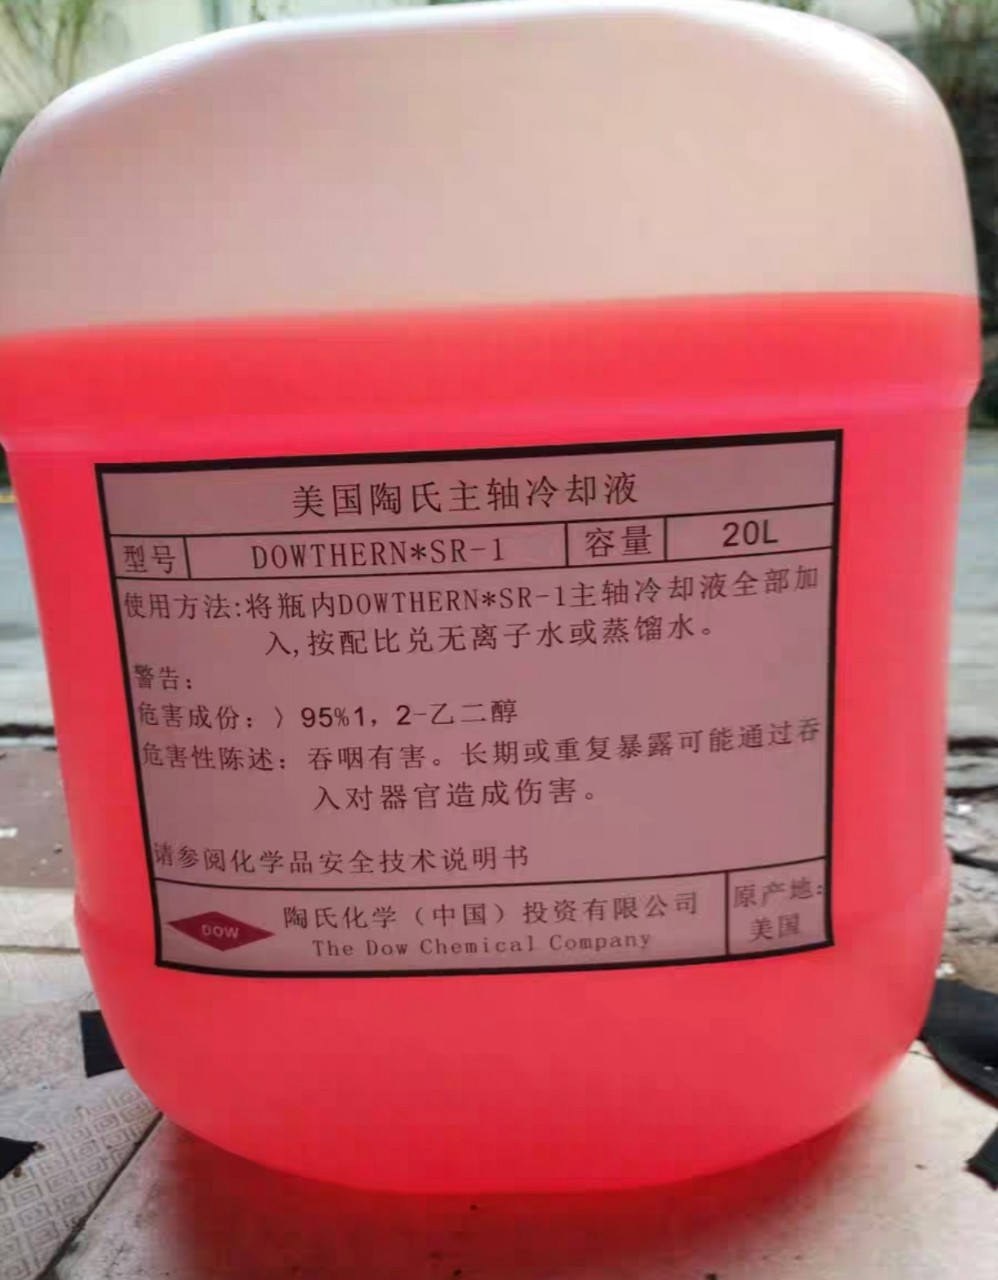 美国陶氏主轴冷却液
型号 DOWTHERN*SR-1 容量 20L
使用方法:将瓶内DOWTHERN*SR-1主轴冷却液全部加
入,按配比兑无离子水或蒸馏水。
警告:
危害成份:〉95%1,2-乙二醇
危害性陈述:吞咽有害。长期或重复暴露可能通过吞
入对器官造成伤害。
请参阅化学品安全技术说明书
DOW
陶氏化学(中国)投资有限公司
The Dow Chemical Company
原产地:
美国